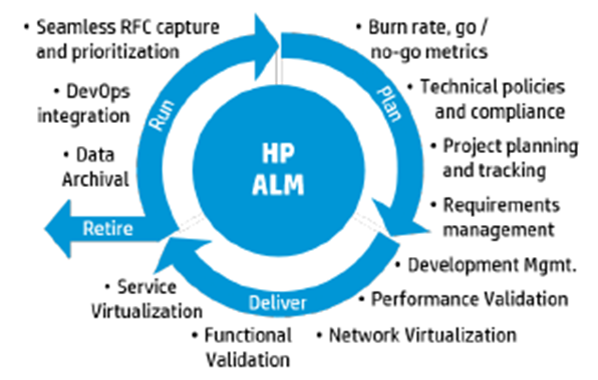 • Seamless RFC capture
and prioritization
• DevOps
integration
• Data
Archival
Run
Retire
HP
ALM
Plan
• Burn rate, go /
no-go metrics
• Technical policies
and compliance
• Project planning
and tracking
• Requirements
management
Deliver
• Development Mgmt.
• Performance Validation
• Network Virtualization
• Functional
Validation
• Service
Virtualization